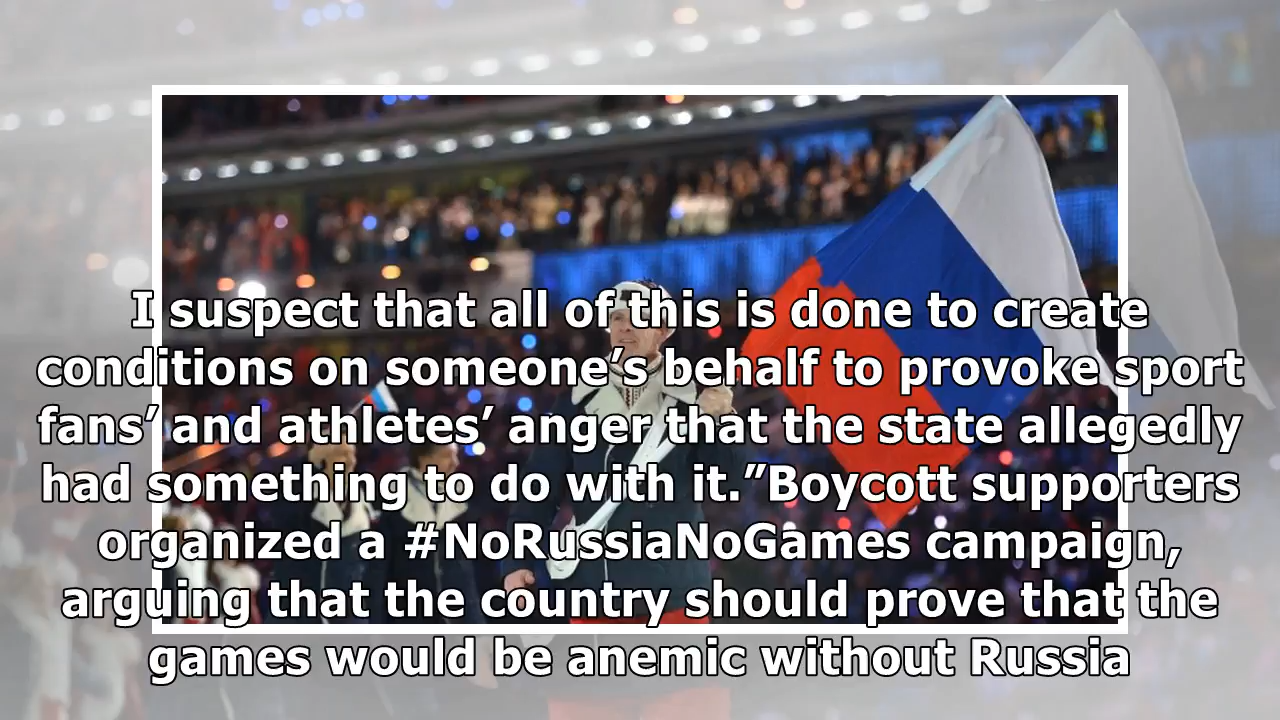 I suspect that all of this is done to create
conditions on someone’s behalf to provoke sport
fans’ and athletes’ anger that the state allegedly
had something to do with it.”Boycott supporters
organized a #NoRussiaNoGames campaign,
arguing that the country should prove that the
games would be anemic without Russia